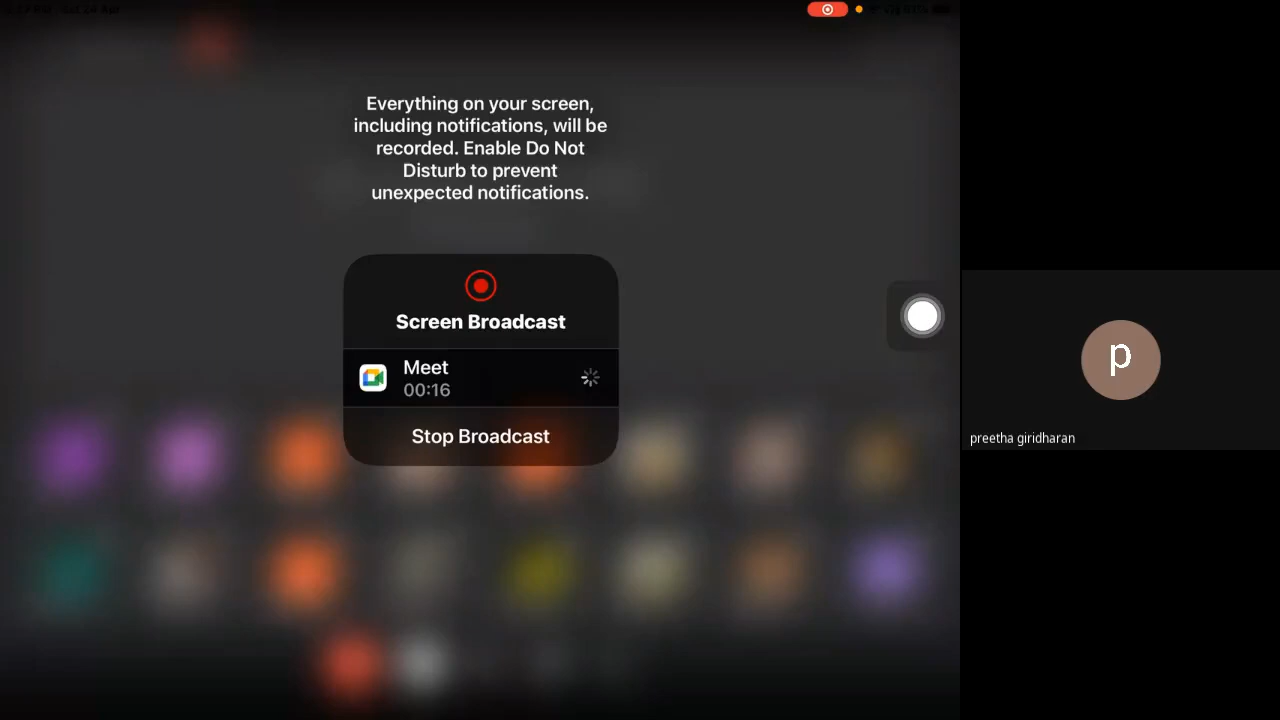 Everything on your screen,
including notifications, will be
recorded. Enable Do Not
Disturb to prevent
unexpected notifications.
Screen Broadcast
Meet
00:16
Stop Broadcast
p
preetha giridharan